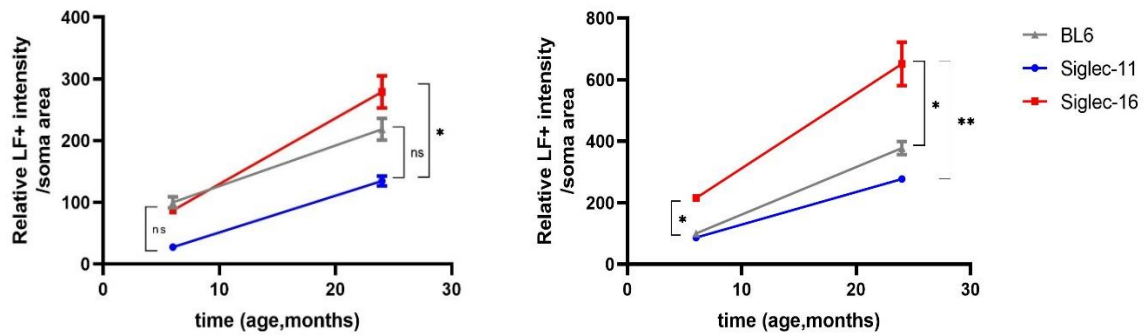 Relative LF+ intensity
/soma area
400
300
200
100
0
0
10
20
30
time (age,months)
ns
ns
*
Relative LF+ intensity
/soma area
800
600
400
200
0
0
10
20
30
time (age,months)
*
*
**
BL6
Siglec-11
Siglec-16